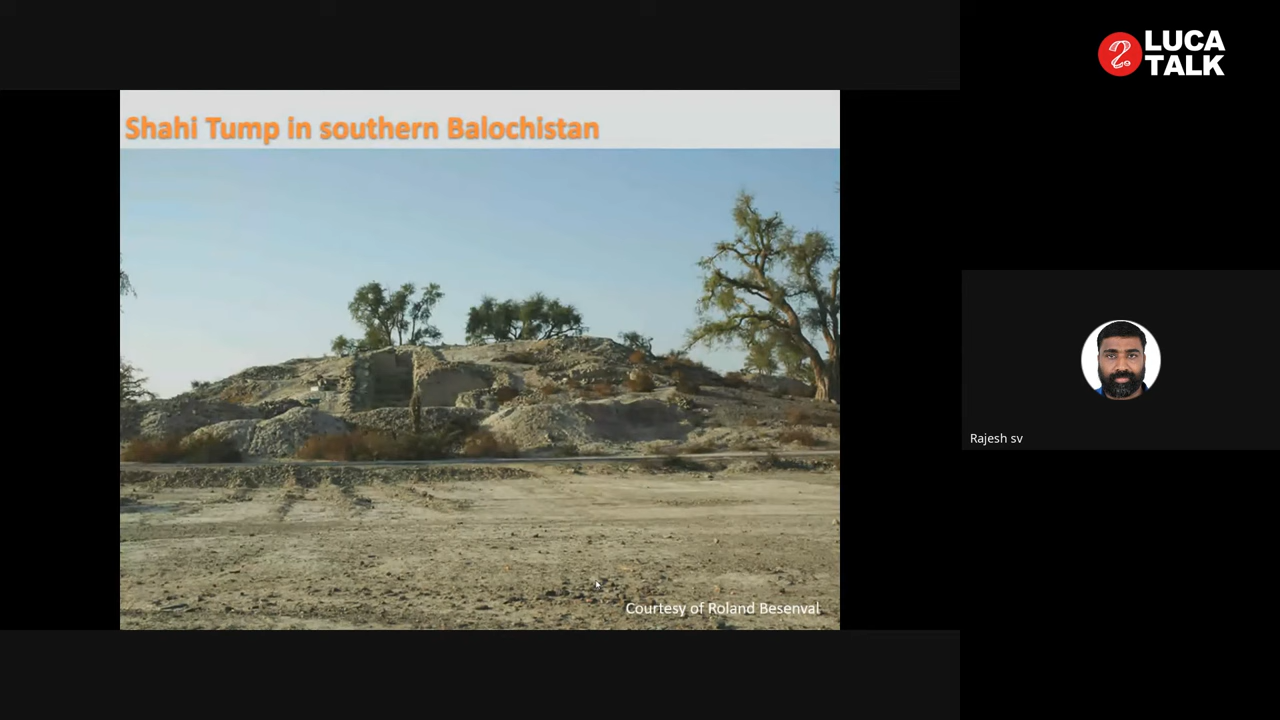 LUCA
TALK
Shahi Tump in southern Balochistan
Rajesh sv
Courtesy of Roland Besenval